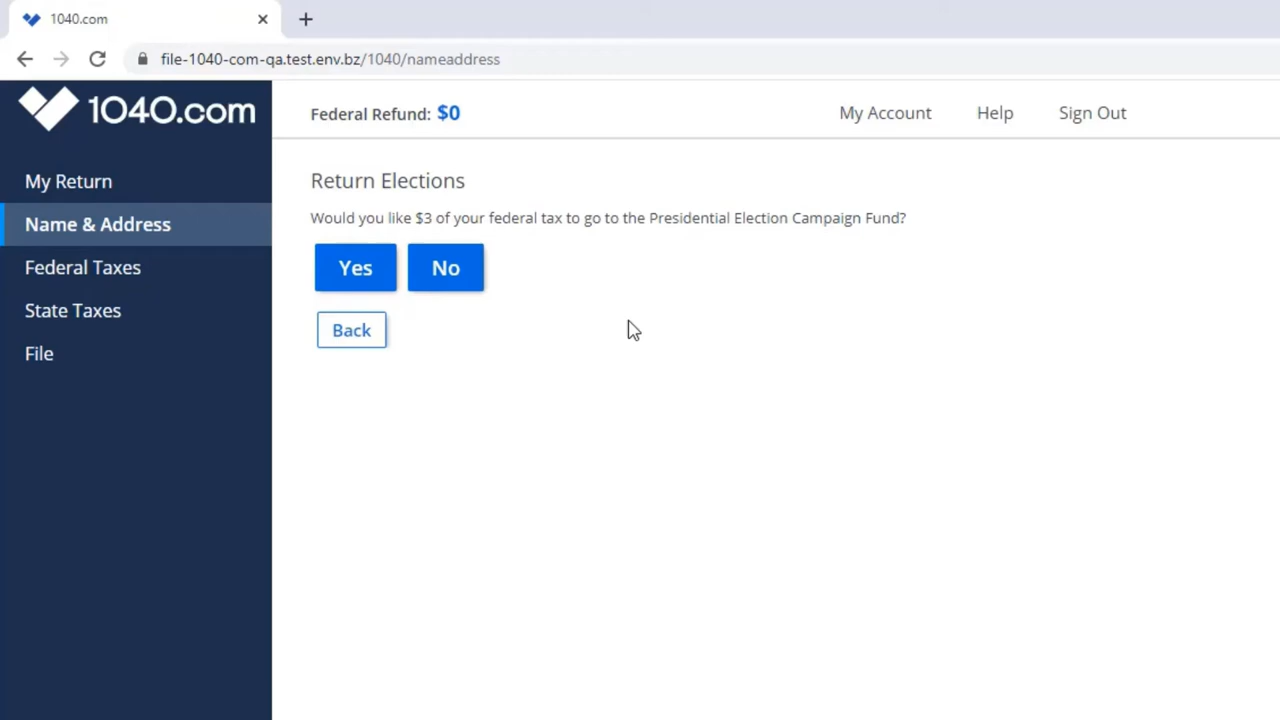 1040.com
file-1040-com-qa.test.env.bz/1040/nameaddress
1040.com
Federal Refund: $0
My Account
Help
Sign Out
My Return
Name & Address
Federal Taxes
State Taxes
File
Return Elections
Would you like $3 of your federal tax to go to the Presidential Election Campaign Fund?
Yes
No
Back